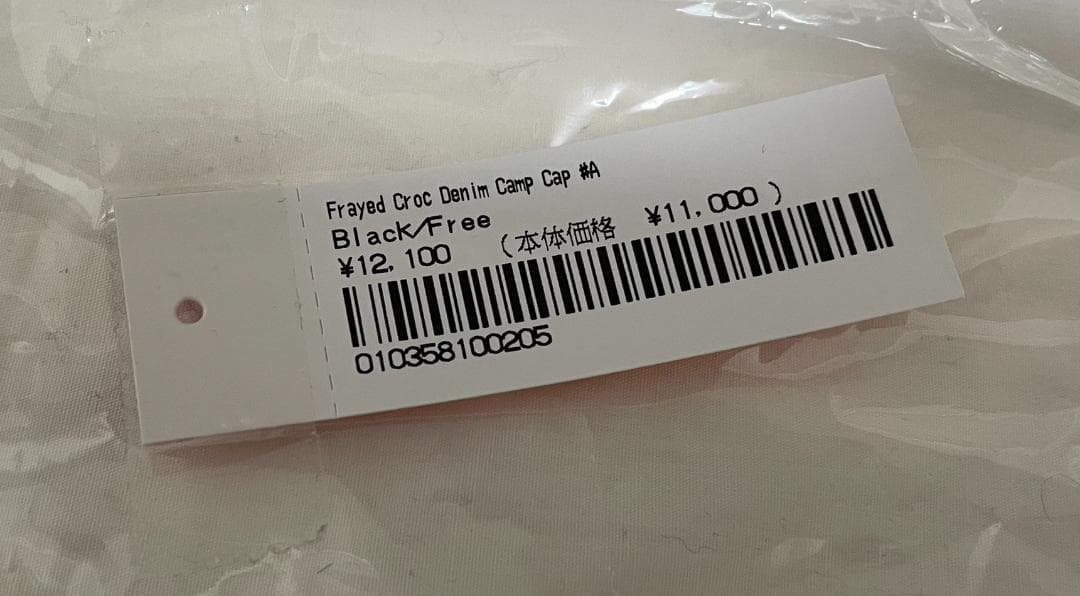 Frayed Croc Denim Camp Cap #A
Black/Free
¥12,100 (本体価格 ¥11,000)
010358100205